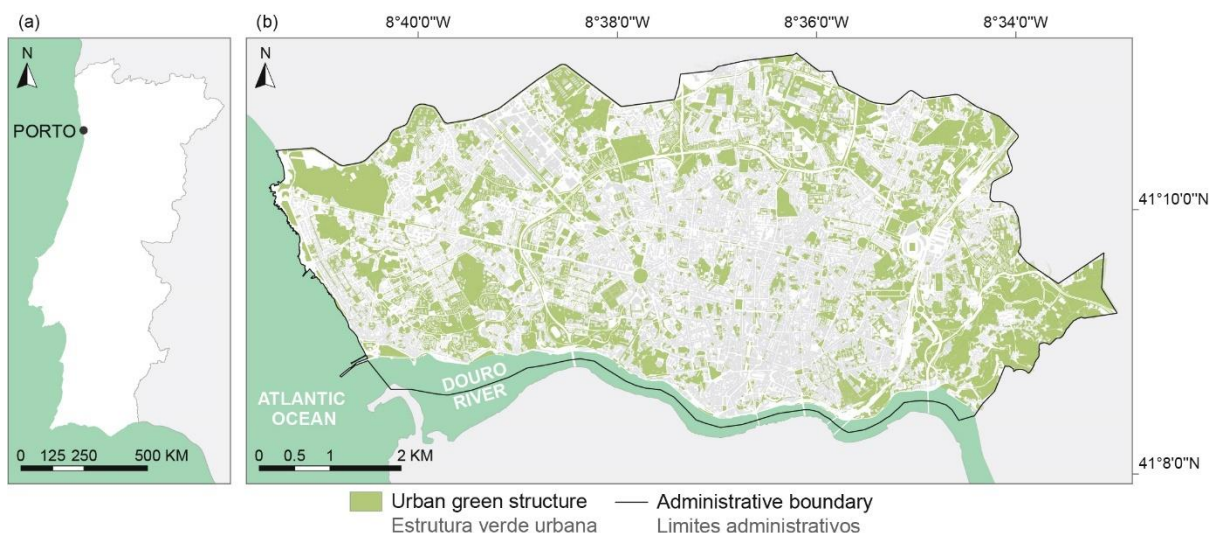 (a)
N
PORTO
0 125 250 500 KM
(b)
8°40'0"W 8°38'0"W 8°36'0"W 8°34'0"W
N
41°10'0"N
DOURO
RIVER
ATLANTIC
OCEAN
0 0.5 1 2 KM
41°8'0"N
Urban green structure
Estrutura verde urbana
Administrative boundary
Limites administrativos